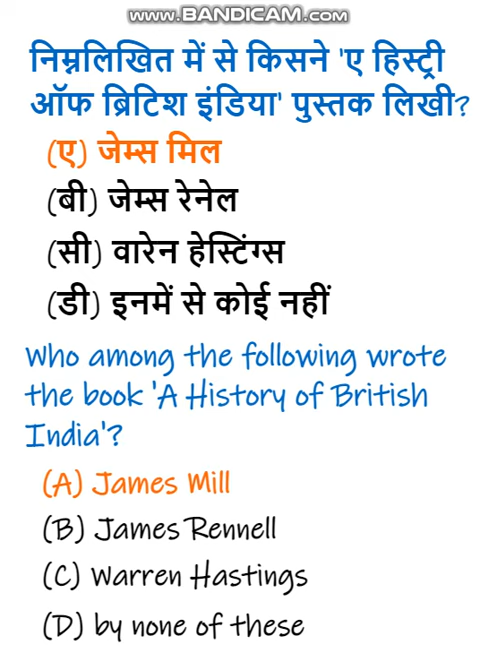 www.BANDICAM.com
निम्नलिखित में से किसने 'ए हिस्ट्री
ऑफ ब्रिटिश इंडिया' पुस्तक लिखी?
(ए) जेम्स मिल
(बी) जेम्स रेनेल
(सी) वारेन हेस्टिंग्स
(डी) इनमें से कोई नहीं
Who among the following wrote
the book 'A History of British
India'?
(A) James Mill
(B) James Rennell
(C) Warren Hastings
(D) by none of these